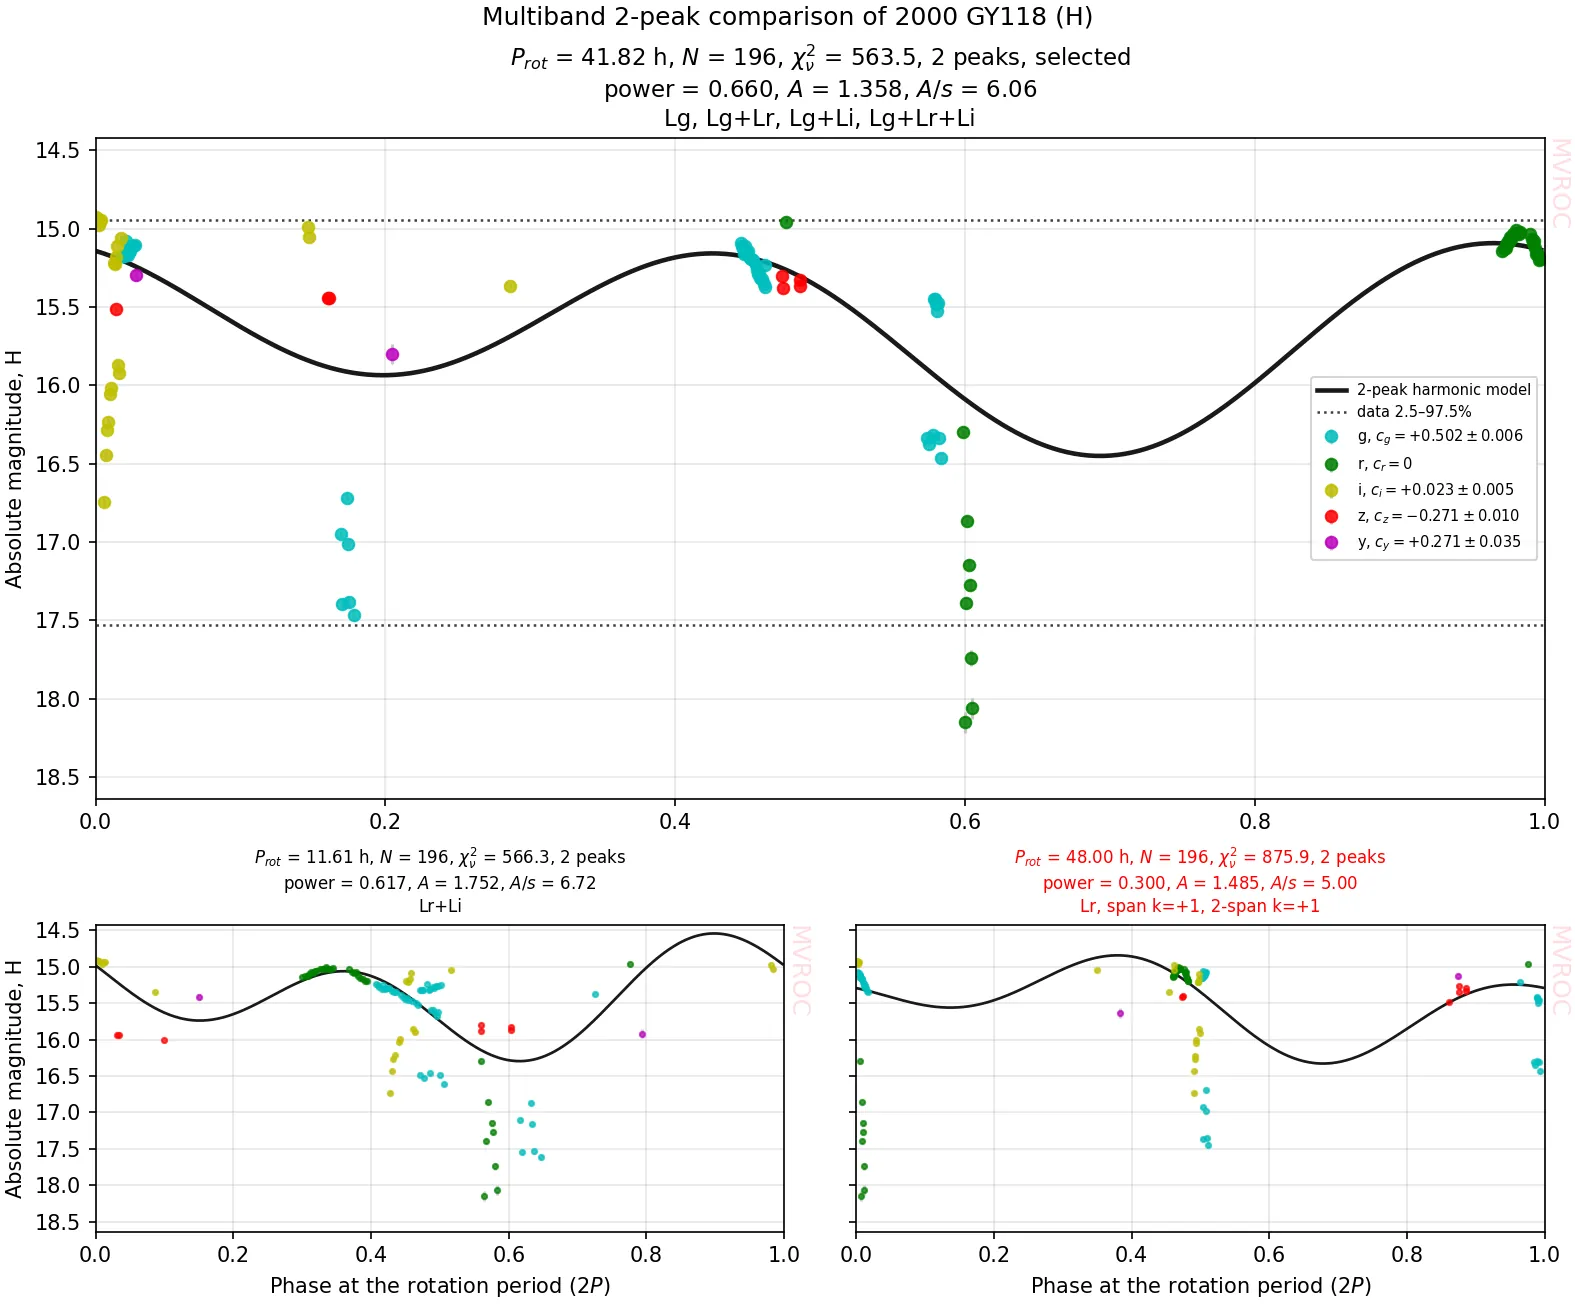 Multiband 2-peak comparison of 2000 GY118 (H)
P_rot = 41.82 h, N = 196, χ²_ν = 563.5, 2 peaks, selected
power = 0.660, A = 1.358, A/s = 6.06
Lg, Lg+Lr, Lg+Li, Lg+Lr+Li
14.5
15.0
15.5
16.0
16.5
17.0
17.5
18.0
18.5
Absolute magnitude, H
MVROC
2-peak harmonic model
data 2.5–97.5%
g, c_g = +0.502 ± 0.006
r, c_r = 0
i, c_i = +0.023 ± 0.005
z, c_z = −0.271 ± 0.010
y, c_y = +0.271 ± 0.035
0.0 0.2 0.4 0.6 0.8 1.0
P_rot = 11.61 h, N = 196, χ²_ν = 566.3, 2 peaks
power = 0.617, A = 1.752, A/s = 6.72
Lr+Li
14.5
15.0
15.5
16.0
16.5
17.0
17.5
18.0
18.5
Absolute magnitude, H
MVROC
0.0 0.2 0.4 0.6 0.8 1.0
Phase at the rotation period (2P)
P_rot = 48.00 h, N = 196, χ²_ν = 875.9, 2 peaks
power = 0.300, A = 1.485, A/s = 5.00
Lr, span k=+1, 2-span k=+1
MVROC
0.0 0.2 0.4 0.6 0.8 1.0
Phase at the rotation period (2P)